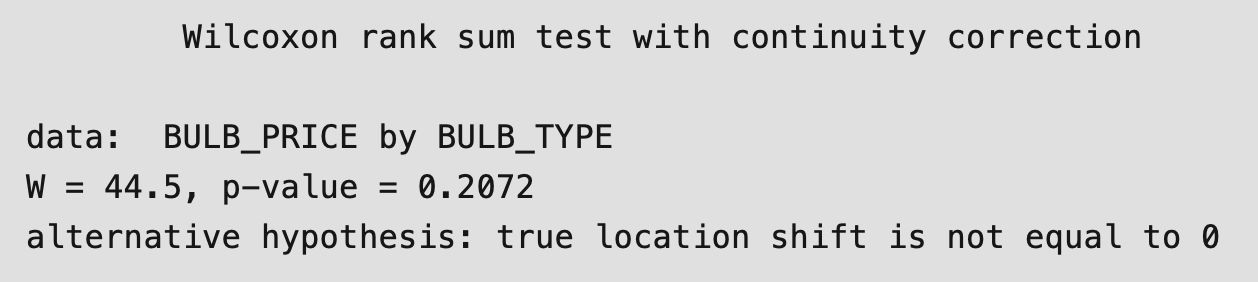 Wilcoxon rank sum test with continuity correction
data:  BULB_PRICE by BULB_TYPE
W = 44.5, p-value = 0.2072
alternative hypothesis: true location shift is not equal to 0